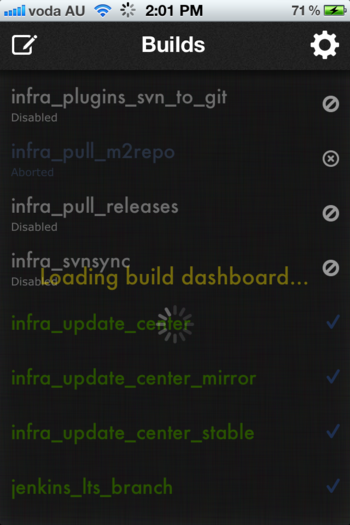 voda AU 2:01 PM 71 %
Builds
infra_plugins_svn_to_git
Disabled
infra_pull_m2repo
Aborted
infra_pull_releases
Disabled
infra_svnsync
Disabled
Loading build dashboard...
infra_update_center
infra_update_center_mirror
infra_update_center_stable
jenkins_lts_branch